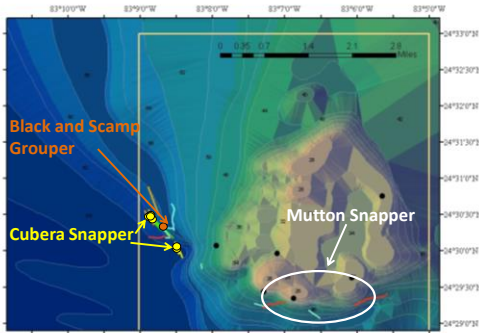 83°10'0"W 83°9'0"W 83°8'0"W 83°7'0"W 83°6'0"W 83°5'0"W
24°33'0"N
0 0.35 0.7 1.4 2.1 2.8
Miles
24°32'30"N
24°32'0"N
24°31'30"N
Black and Scamp
Grouper
24°31'0"N
24°30'30"N
Mutton Snapper
Cubera Snapper
24°30'0"N
24°29'30"N
24°29'0"N